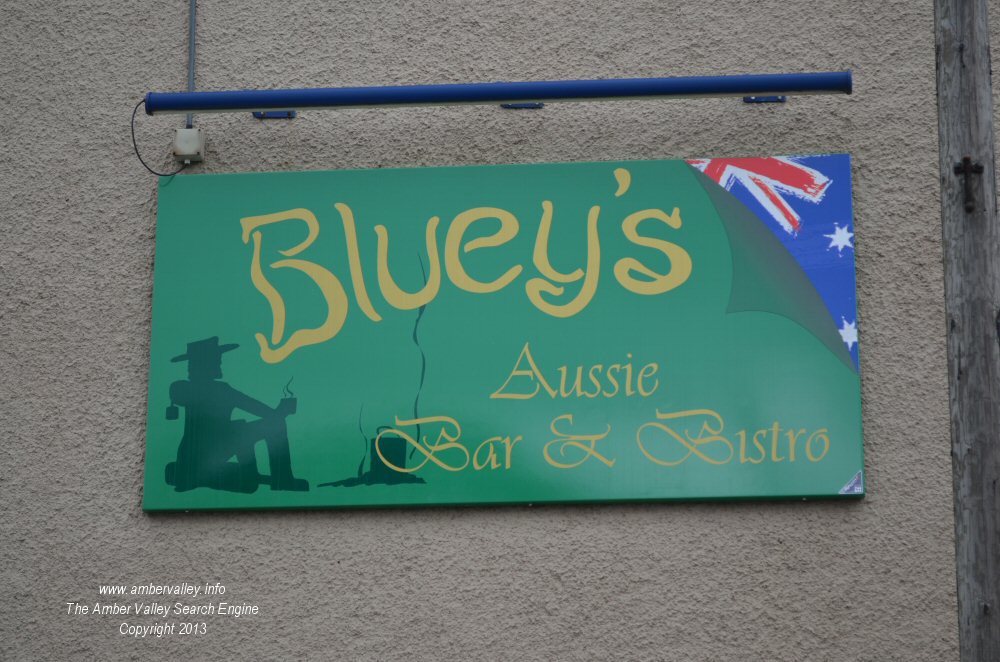 Bluey's
Aussie
Bar & Bistro
www.ambervalley.info
The Amber Valley Search Engine
Copyright 2013